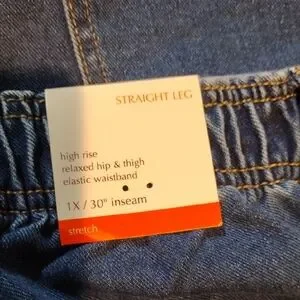 STRAIGHT LEG
high rise
relaxed hip & thigh
elastic waistband
1X / 30" inseam
stretch